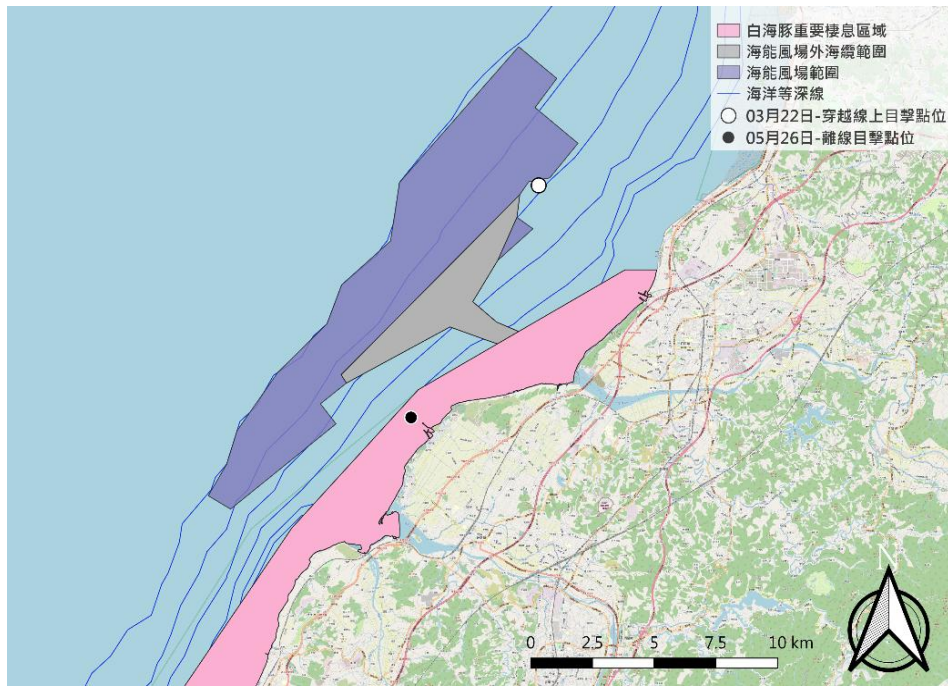 白海豚重要棲息區域
海能風場外海纜範圍
海能風場範圍
海洋等深線
03月22日-穿越線上目擊點位
05月26日-離線目擊點位
N
0 2.5 5 7.5 10 km